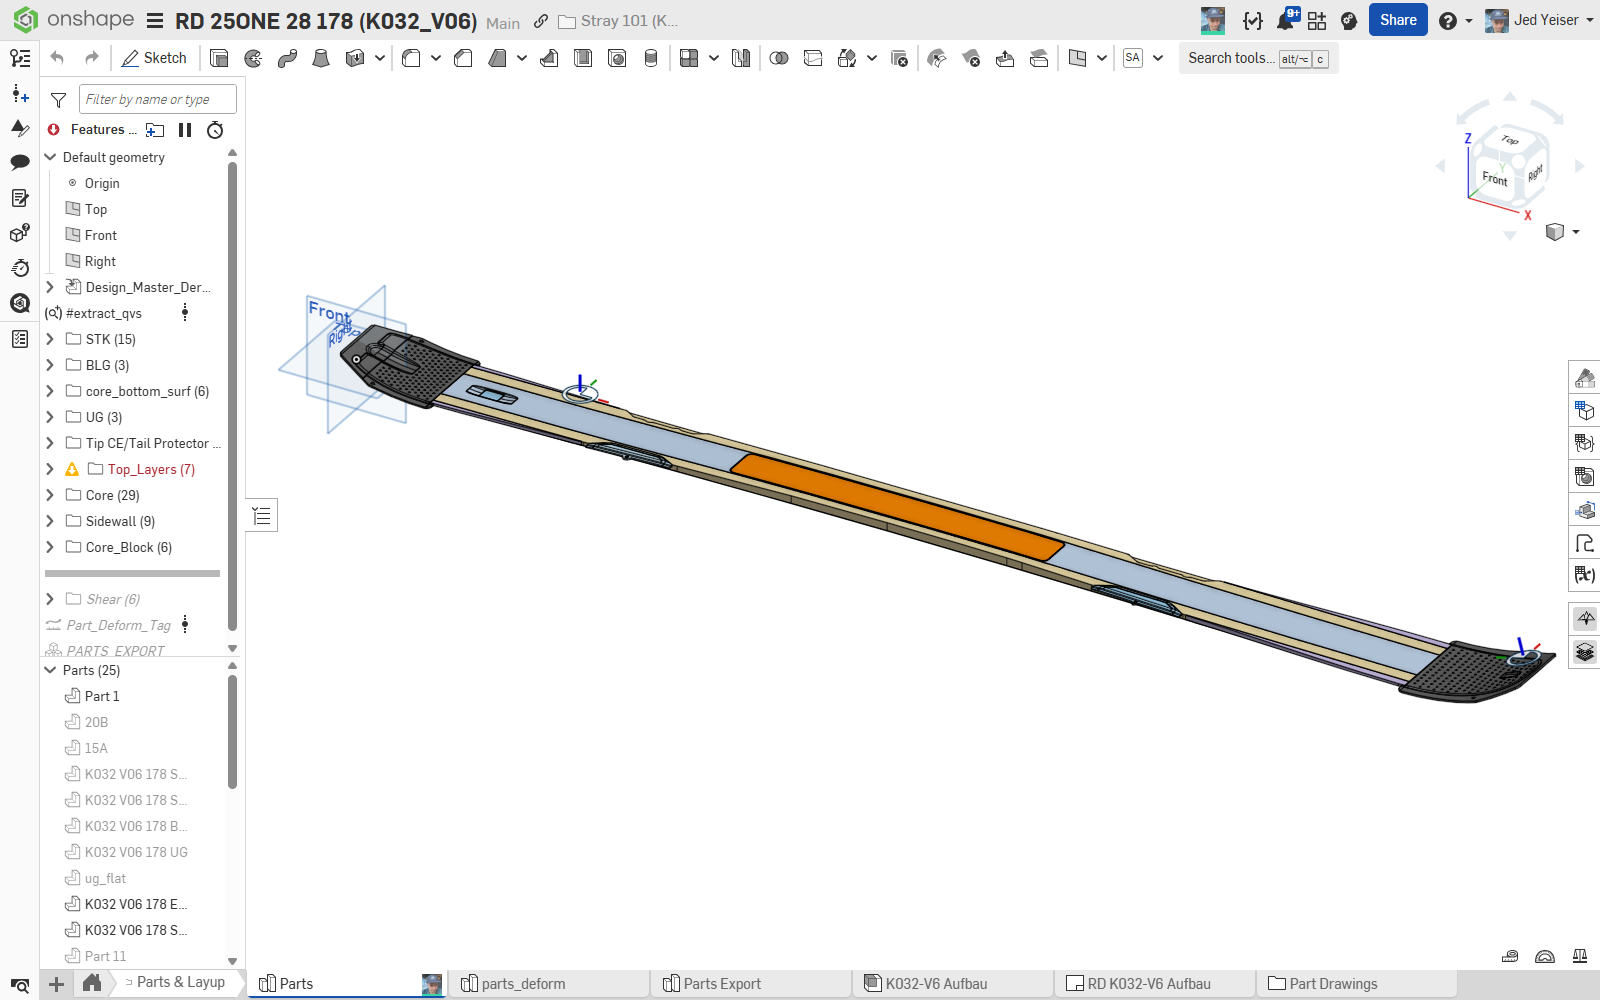 onshape
RD 25ONE 28 178 (K032_V06)
Main
Stray 101 (K...
9+
Share
Jed Yeiser
Sketch
SA
Search tools...
alt/⌥
c
Filter by name or type
Features ...
Default geometry
Origin
Top
Front
Right
Design_Master_Der...
#extract_qvs
STK (15)
BLG (3)
core_bottom_surf (6)
UG (3)
Tip CE/Tail Protector ...
Top_Layers (7)
Core (29)
Sidewall (9)
Core_Block (6)
Shear (6)
Part_Deform_Tag
PARTS_EXPORT
Parts (25)
Part 1
20B
15A
K032 V06 178 S...
K032 V06 178 S...
K032 V06 178 B...
K032 V06 178 UG
ug_flat
K032 V06 178 E...
K032 V06 178 S...
Part 11
Front
Top
Right
Z
Top
Y
Front
Right
X
Parts & Layup
Parts
parts_deform
Parts Export
K032-V6 Aufbau
RD K032-V6 Aufbau
Part Drawings